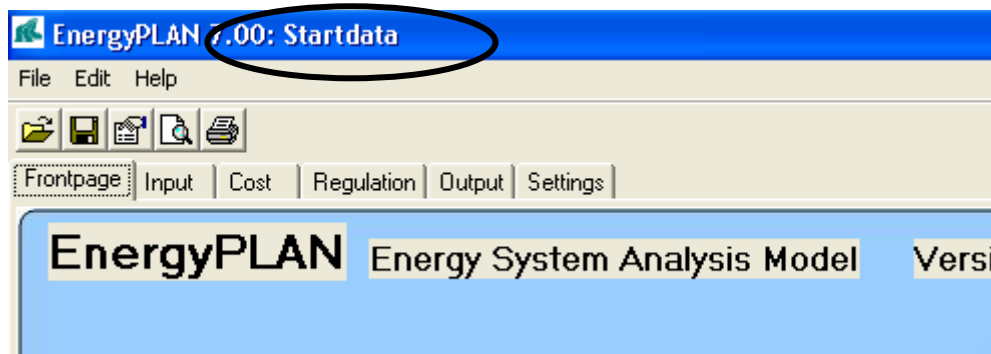 EnergyPLAN 7.00: Startdata
File Edit Help
Frontpage Input Cost Regulation Output Settings
EnergyPLAN Energy System Analysis Model Versi